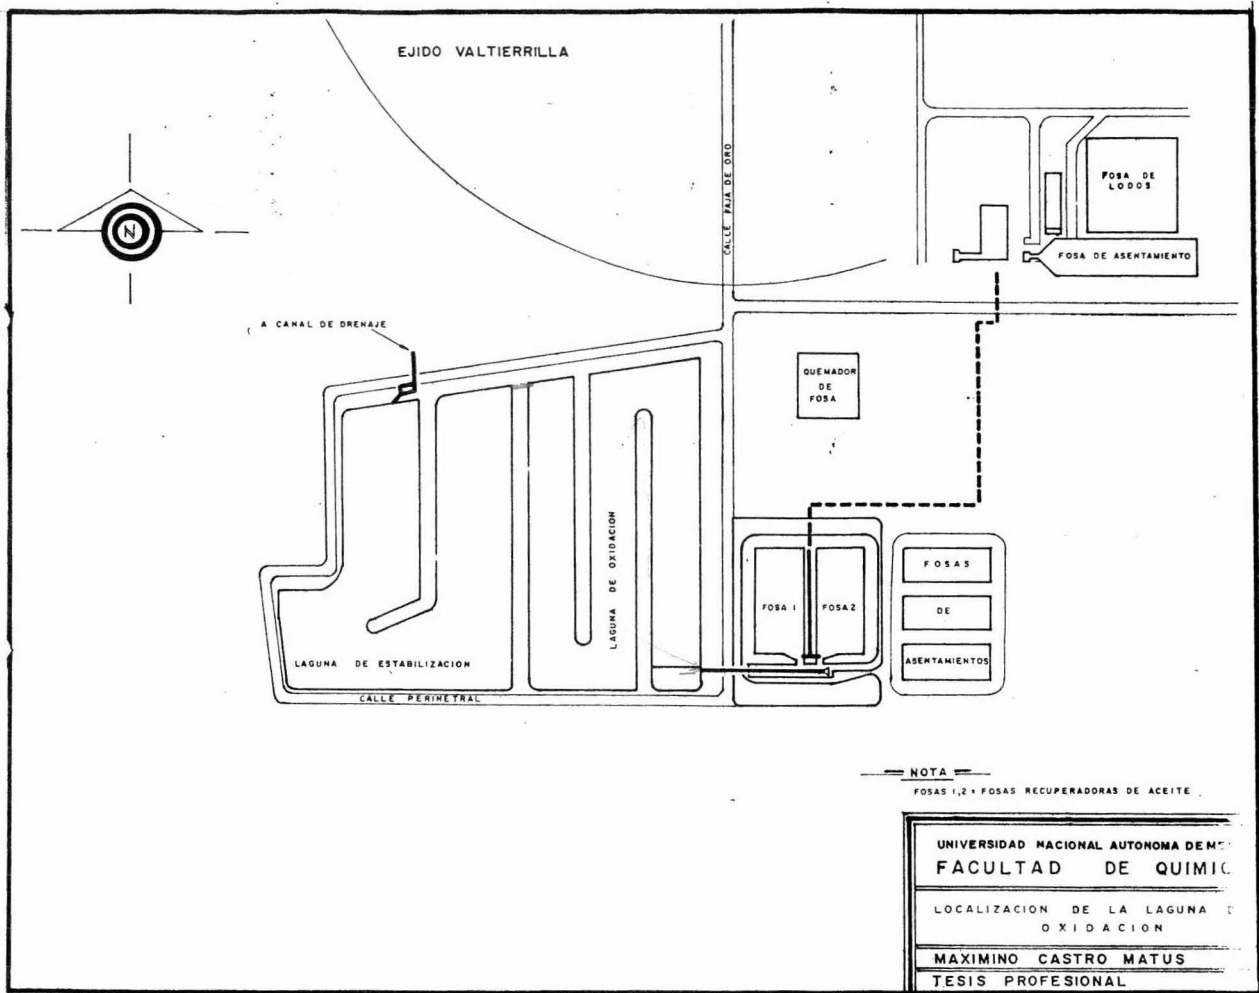 EJIDO VALTIERRILLA
CALLE PAJA DE ORO
FOSA DE
LODOS
N
FOSA DE ASENTAMIENTO
A CANAL DE DRENAJE
QUEMADOR
DE
FOSA
LAGUNA DE OXIDACION
FOSAS
FOSA 1
FOSA 2
DE
ASENTAMIENTOS
LAGUNA DE ESTABILIZACION
CALLE PERIMETRAL
NOTA
FOSAS 1,2 = FOSAS RECUPERADORAS DE ACEITE
UNIVERSIDAD NACIONAL AUTONOMA DE
FACULTAD DE QUIMIC
LOCALIZACION DE LA LAGUNA
OXIDACION
MAXIMINO CASTRO MATUS
TESIS PROFESIONAL